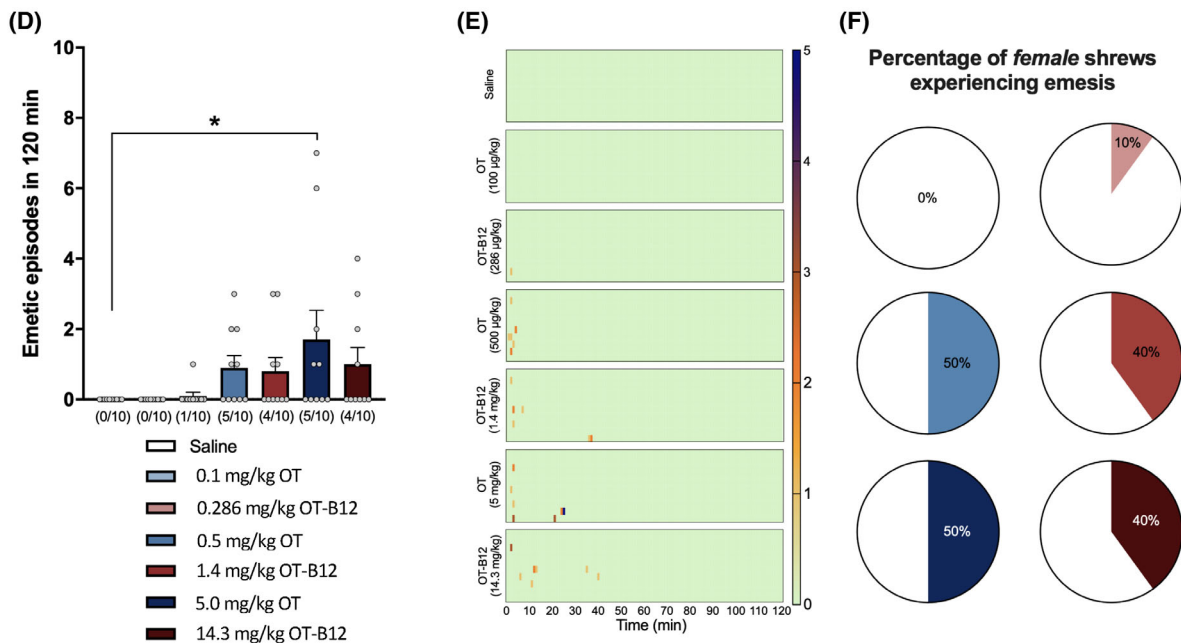 (D)
10
8
6
4
2
0
Emetic episodes in 120 min
*
(0/10) (0/10) (1/10) (5/10) (4/10) (5/10) (4/10)
Saline
0.1 mg/kg OT
0.286 mg/kg OT-B12
0.5 mg/kg OT
1.4 mg/kg OT-B12
5.0 mg/kg OT
14.3 mg/kg OT-B12
(E)
Saline
OT
(100 µg/kg)
OT-B12
(286 µg/kg)
OT
(500 µg/kg)
OT-B12
(1.4 mg/kg)
OT
(5 mg/kg)
OT-B12
(14.3 mg/kg)
0 10 20 30 40 50 60 70 80 90 100 110 120
Time (min)
5
4
3
2
1
0
(F)
Percentage of female shrews
experiencing emesis
0%
10%
50%
40%
50%
40%